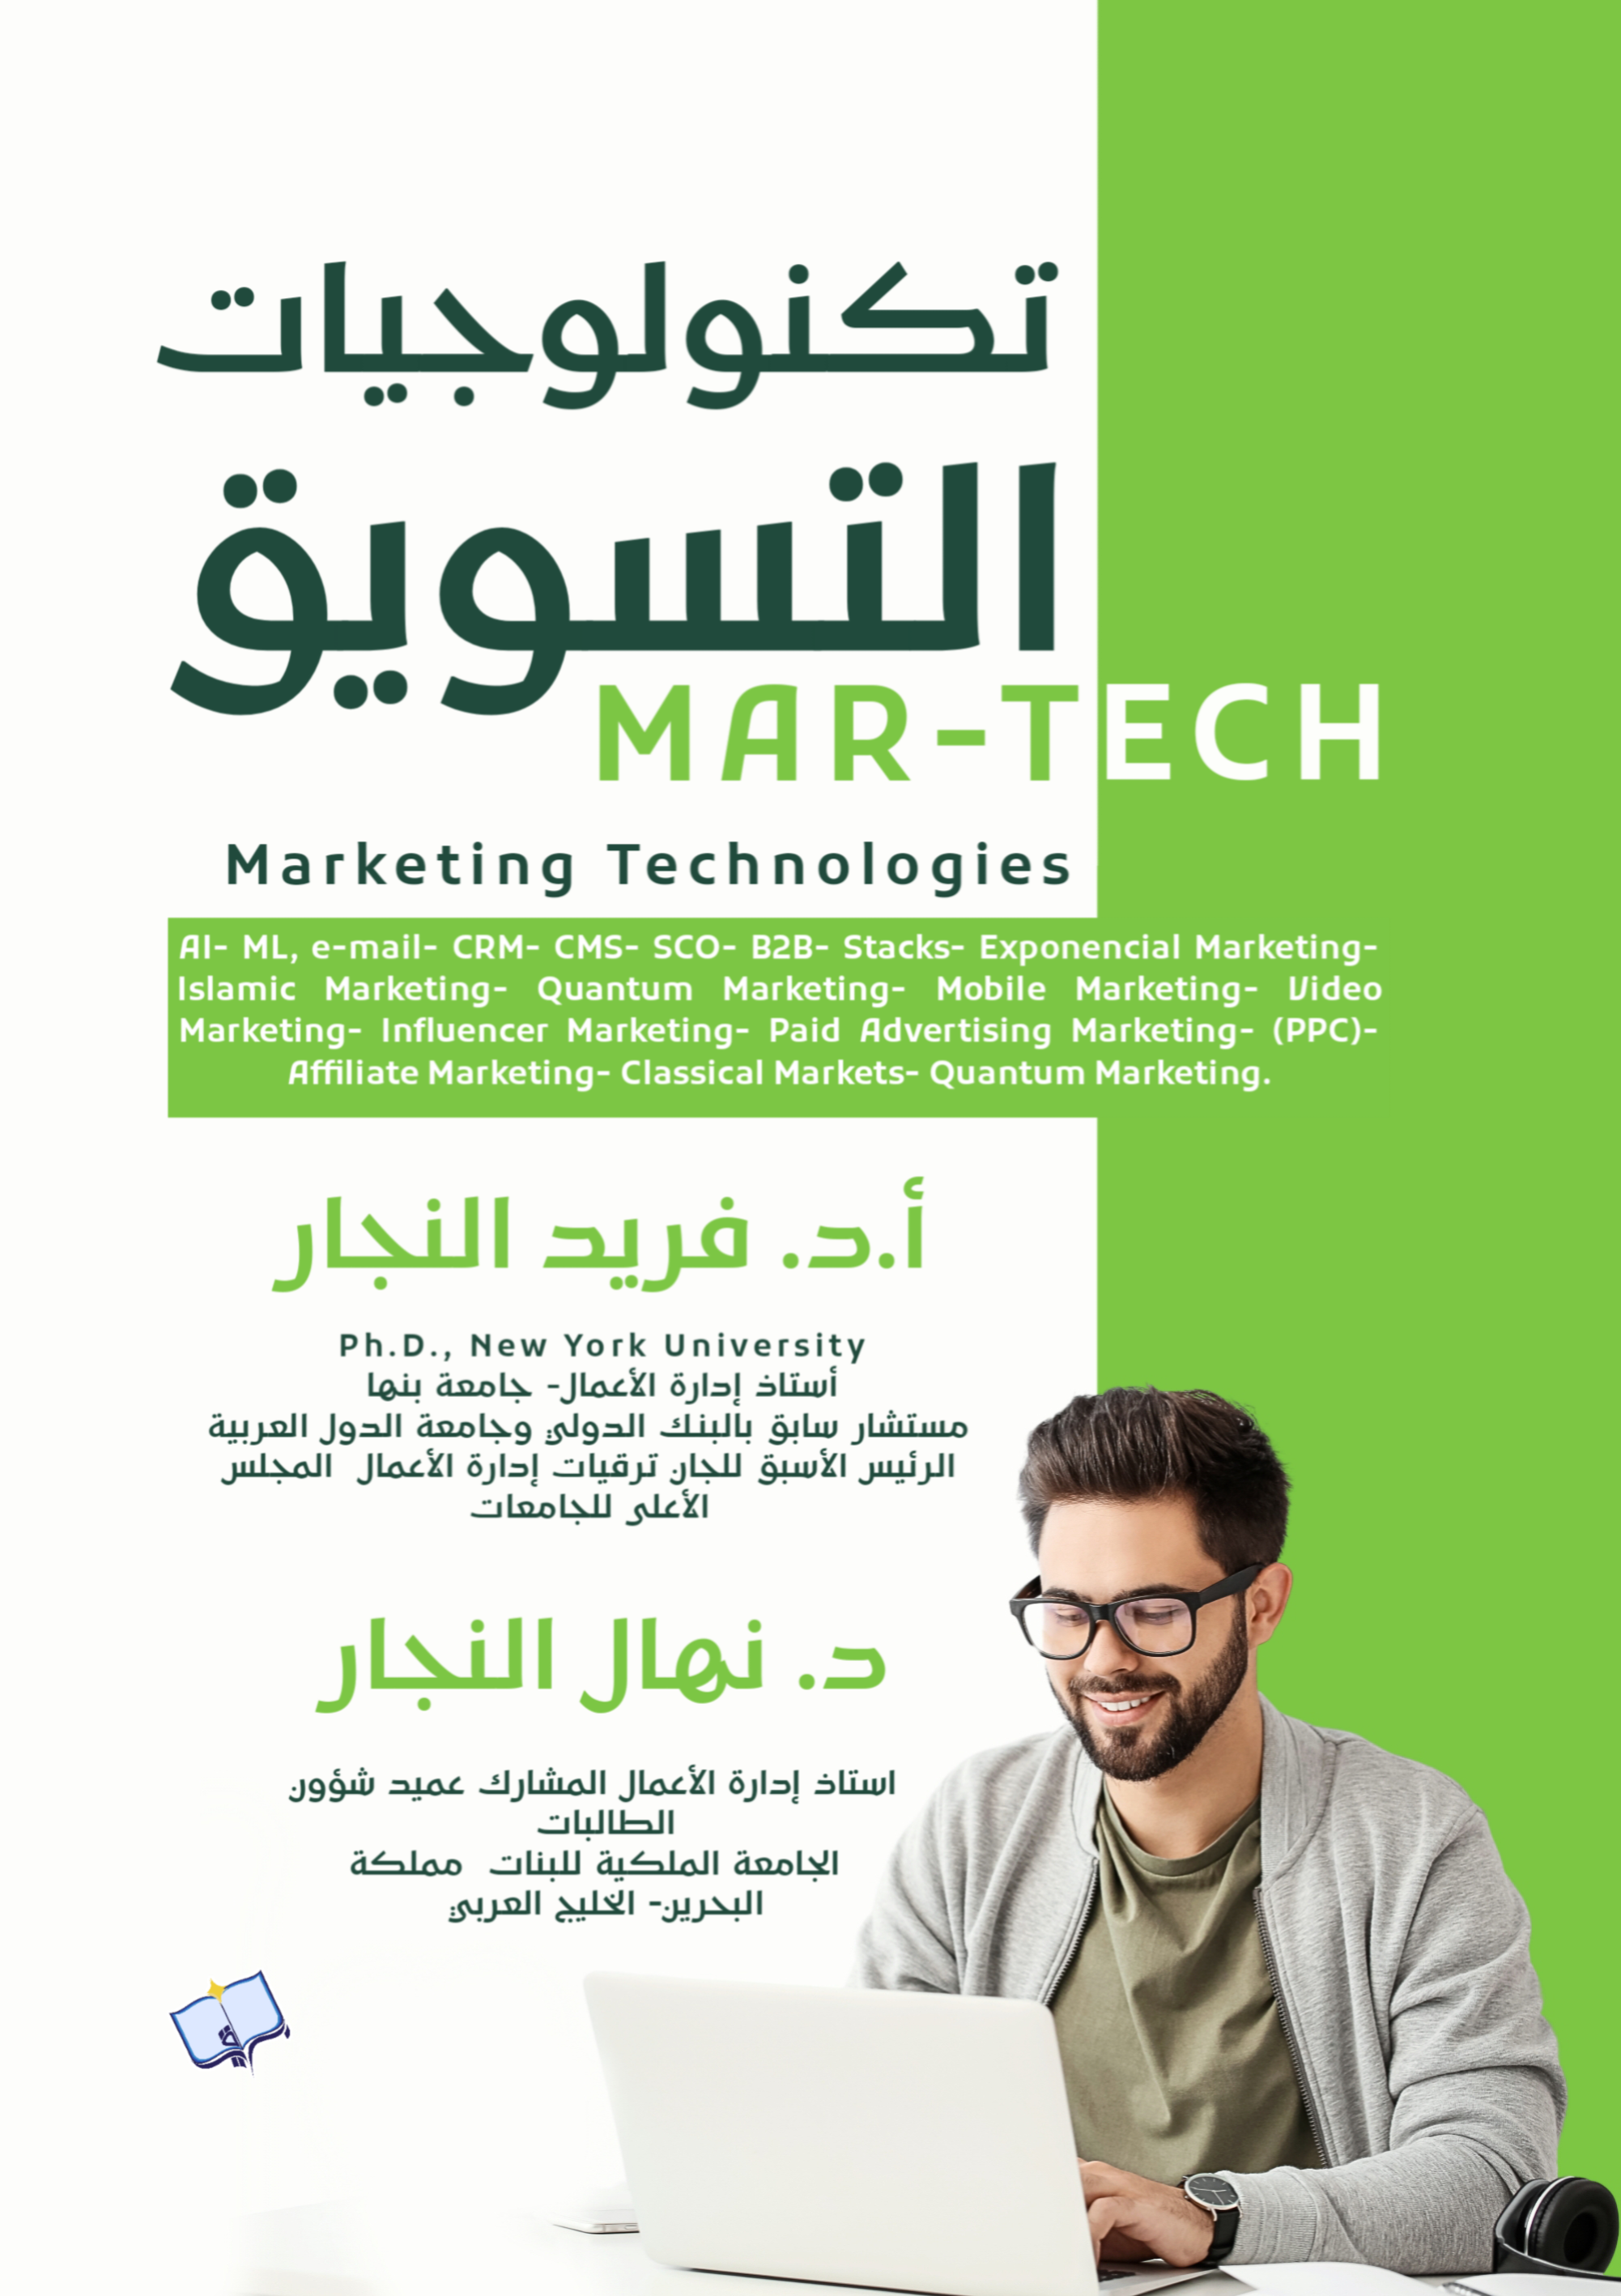 تكنولوجيات
التسويق
MAR-TECH
Marketing Technologies
AI- ML, e-mail- CRM- CMS- SCO- B2B- Stacks- Exponencial Marketing-
Islamic Marketing- Quantum Marketing- Mobile Marketing- Video
Marketing- Influencer Marketing- Paid Advertising Marketing- (PPC)-
Affiliate Marketing- Classical Markets- Quantum Marketing.
أ.د. فريد النجار
Ph.D., New York University
أستاذ إدارة الأعمال- جامعة بنها
مستشار سابق بالبنك الدولي وجامعة الدول العربية
الرئيس الأسبق للجان ترقيات إدارة الأعمال المجلس
الأعلى للجامعات
د. نهال النجار
استاذ إدارة الأعمال المشارك عميد شؤون
الطالبات
الجامعة الملكية للبنات مملكة
البحرين- الخليج العربي